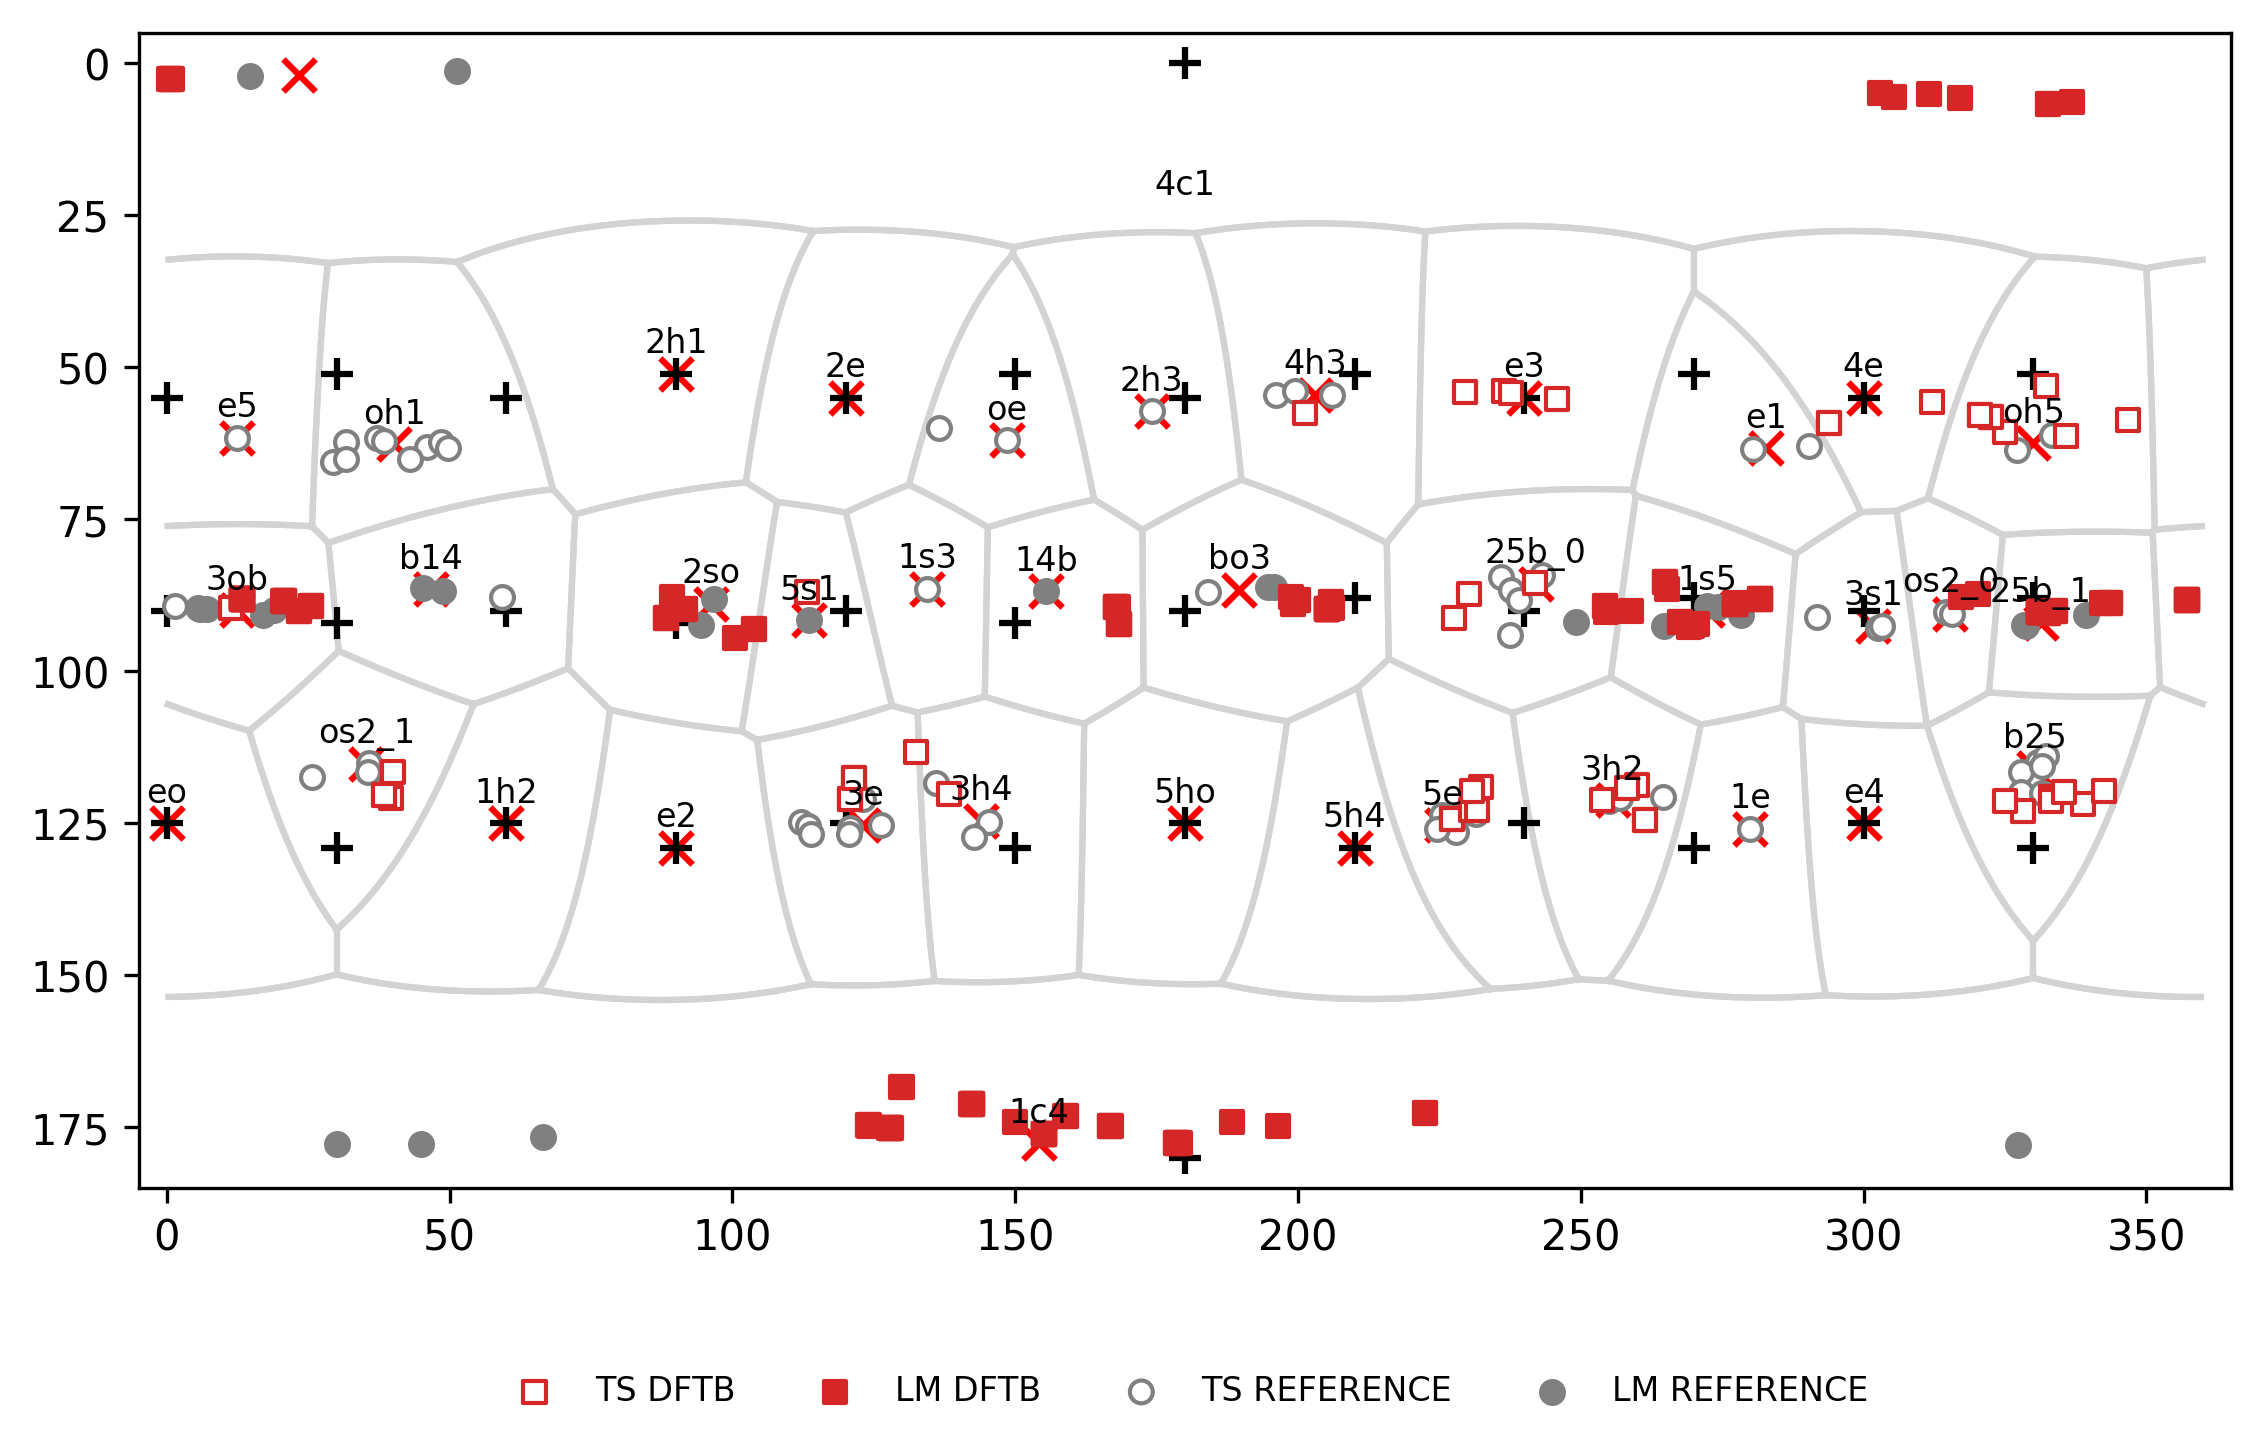 0
25
50
75
100
125
150
175
4c1
2h1
2e
2h3
4h3
e3
4e
e5
oh1
oe
e1
oh5
3ob
b14
2so
5s1
1s3
14b
bo3
25b_0
1s5
3s1
os2_0
25b_1
os2_1
b25
eo
1h2
e2
3e
3h4
5ho
5h4
5e
3h2
1e
e4
1c4
0 50 100 150 200 250 300 350
TS DFTB LM DFTB TS REFERENCE LM REFERENCE